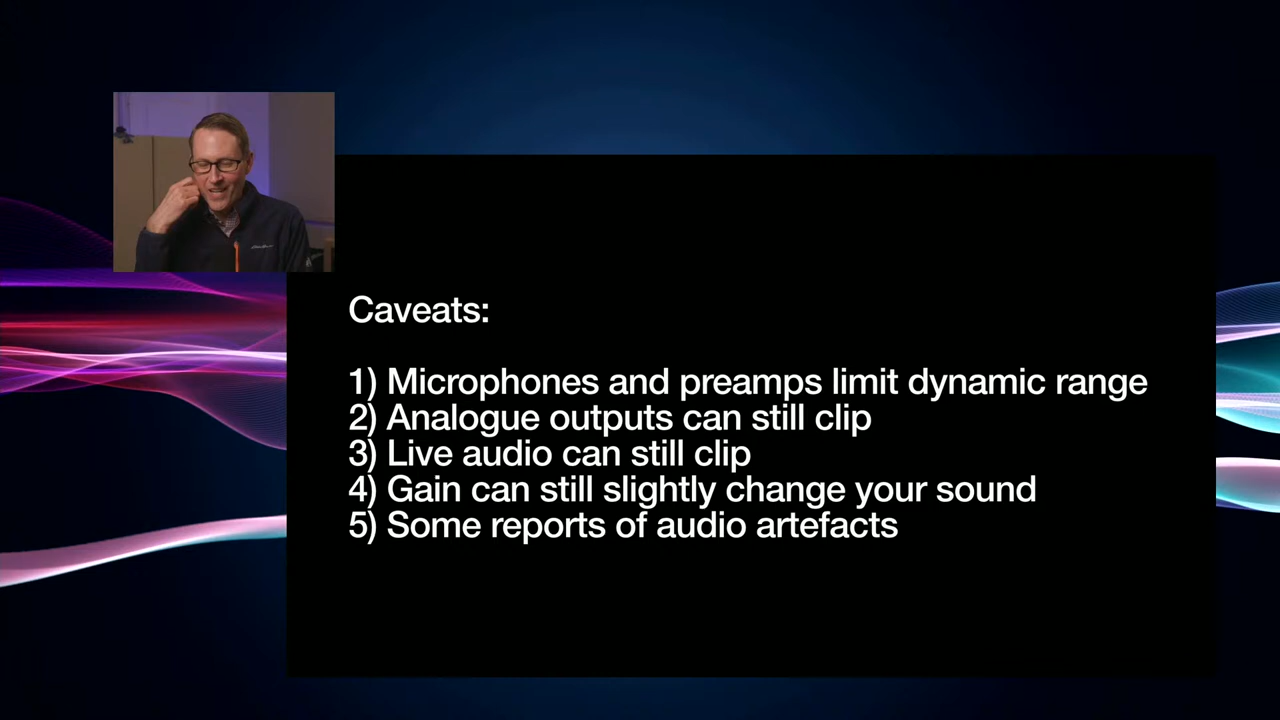 Caveats:
1) Microphones and preamps limit dynamic range
2) Analogue outputs can still clip
3) Live audio can still clip
4) Gain can still slightly change your sound
5) Some reports of audio artefacts